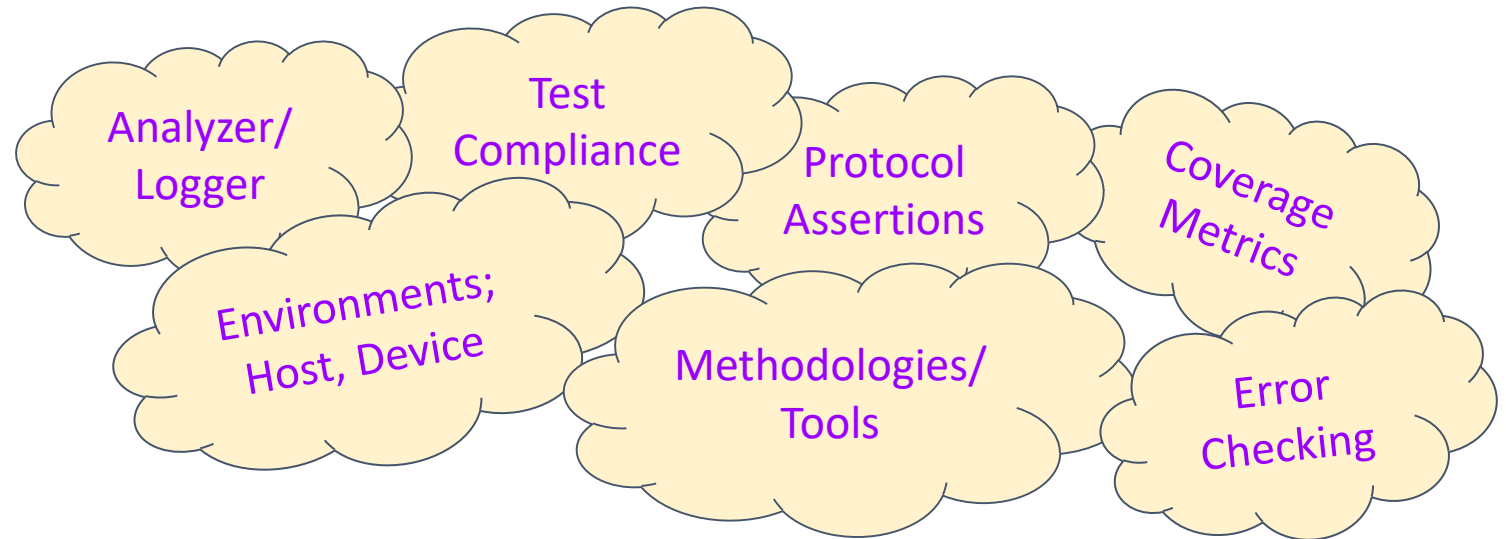 Analyzer/
Logger
Test
Compliance
Protocol
Assertions
Coverage
Metrics
Environments;
Host, Device
Methodologies/
Tools
Error
Checking